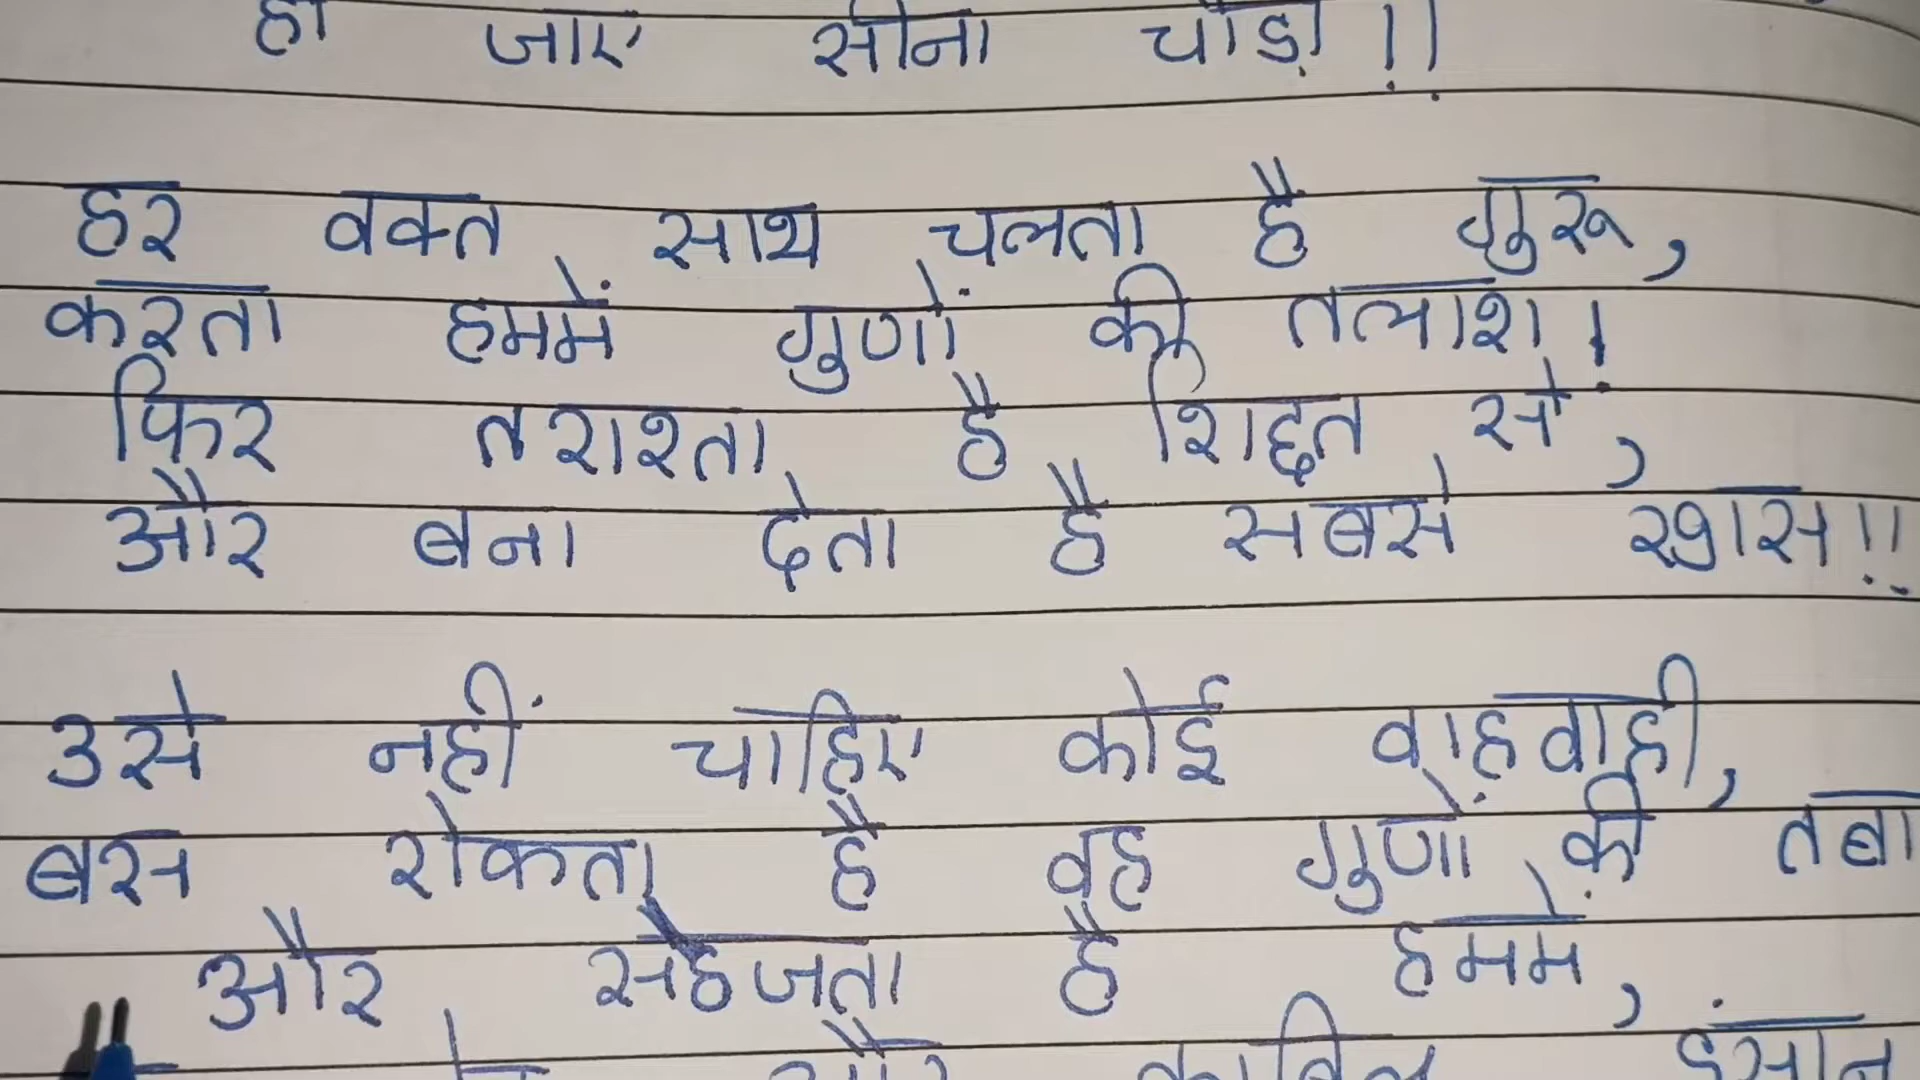 हो जाए सीना चौड़ा !!
हर वक्त साथ चलता है गुरू,
करता हममें गुणों की तलाश !
फिर तराश्ता है शिद्दत से,
और बना देता है सबसे खास !!
उसे नहीं चाहिए कोई वाहवाही,
बस रोकता है वह गुणों की तबा
और सहेजता है हममें,